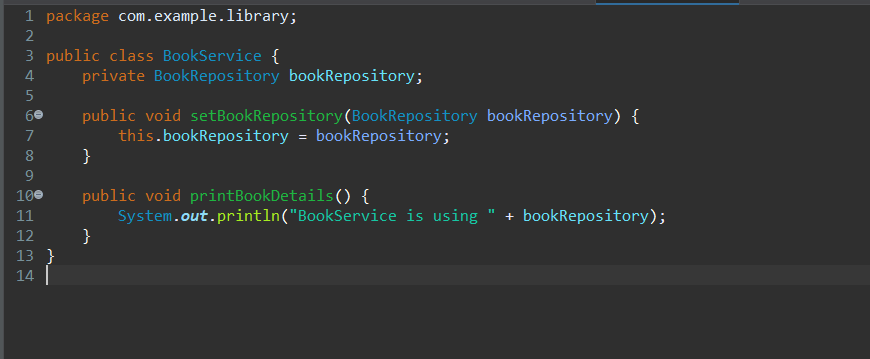 1 package com.example.library;
2
3 public class BookService {
4     private BookRepository bookRepository;
5
6     public void setBookRepository(BookRepository bookRepository) {
7         this.bookRepository = bookRepository;
8     }
9
10     public void printBookDetails() {
11         System.out.println("BookService is using " + bookRepository);
12     }
13 }
14